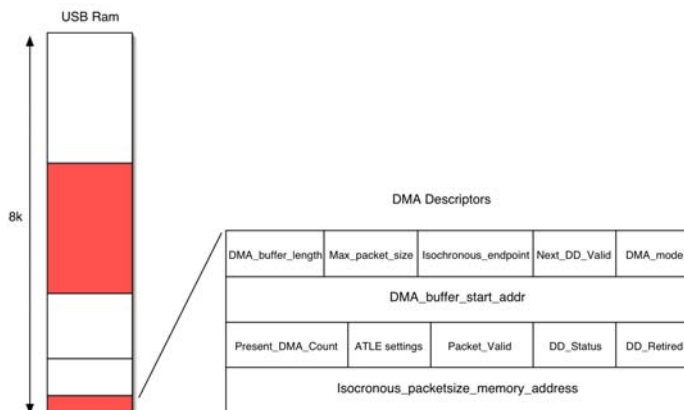 USB Ram
8k
DMA Descriptors
DMA_buffer_length Max_packet_size Isochronous_endpoint Next_DD_Valid DMA_mode
DMA_buffer_start_addr
Present_DMA_Count ATLE settings Packet_Valid DD_Status DD_Retired
Isocronous_packetsize_memory_address